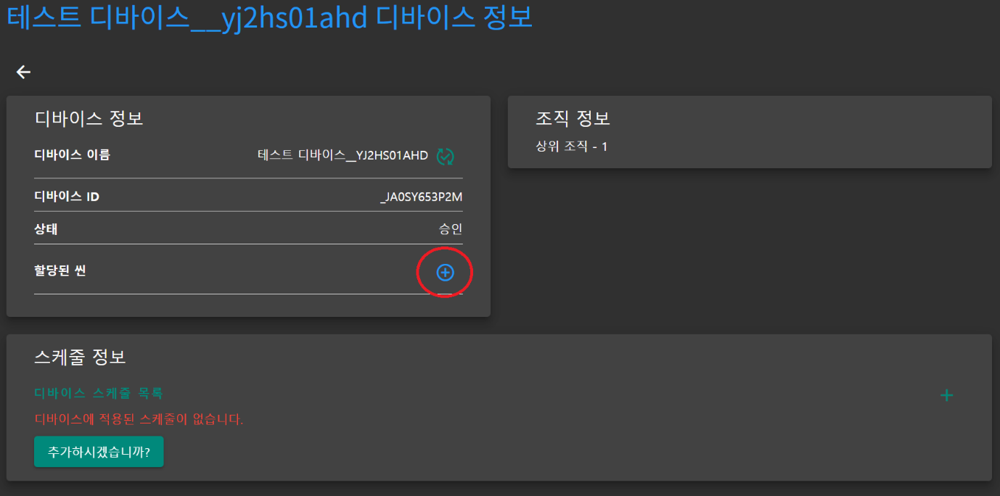 테스트 디바이스__yj2hs01ahd 디바이스 정보
디바이스 정보
디바이스 이름 테스트 디바이스__YJ2HS01AHD
디바이스 ID _JA0SY653P2M
상태 승인
할당된 씬
조직 정보
상위 조직 - 1
스케줄 정보
디바이스 스케줄 목록
디바이스에 적용된 스케줄이 없습니다.
추가하시겠습니까?